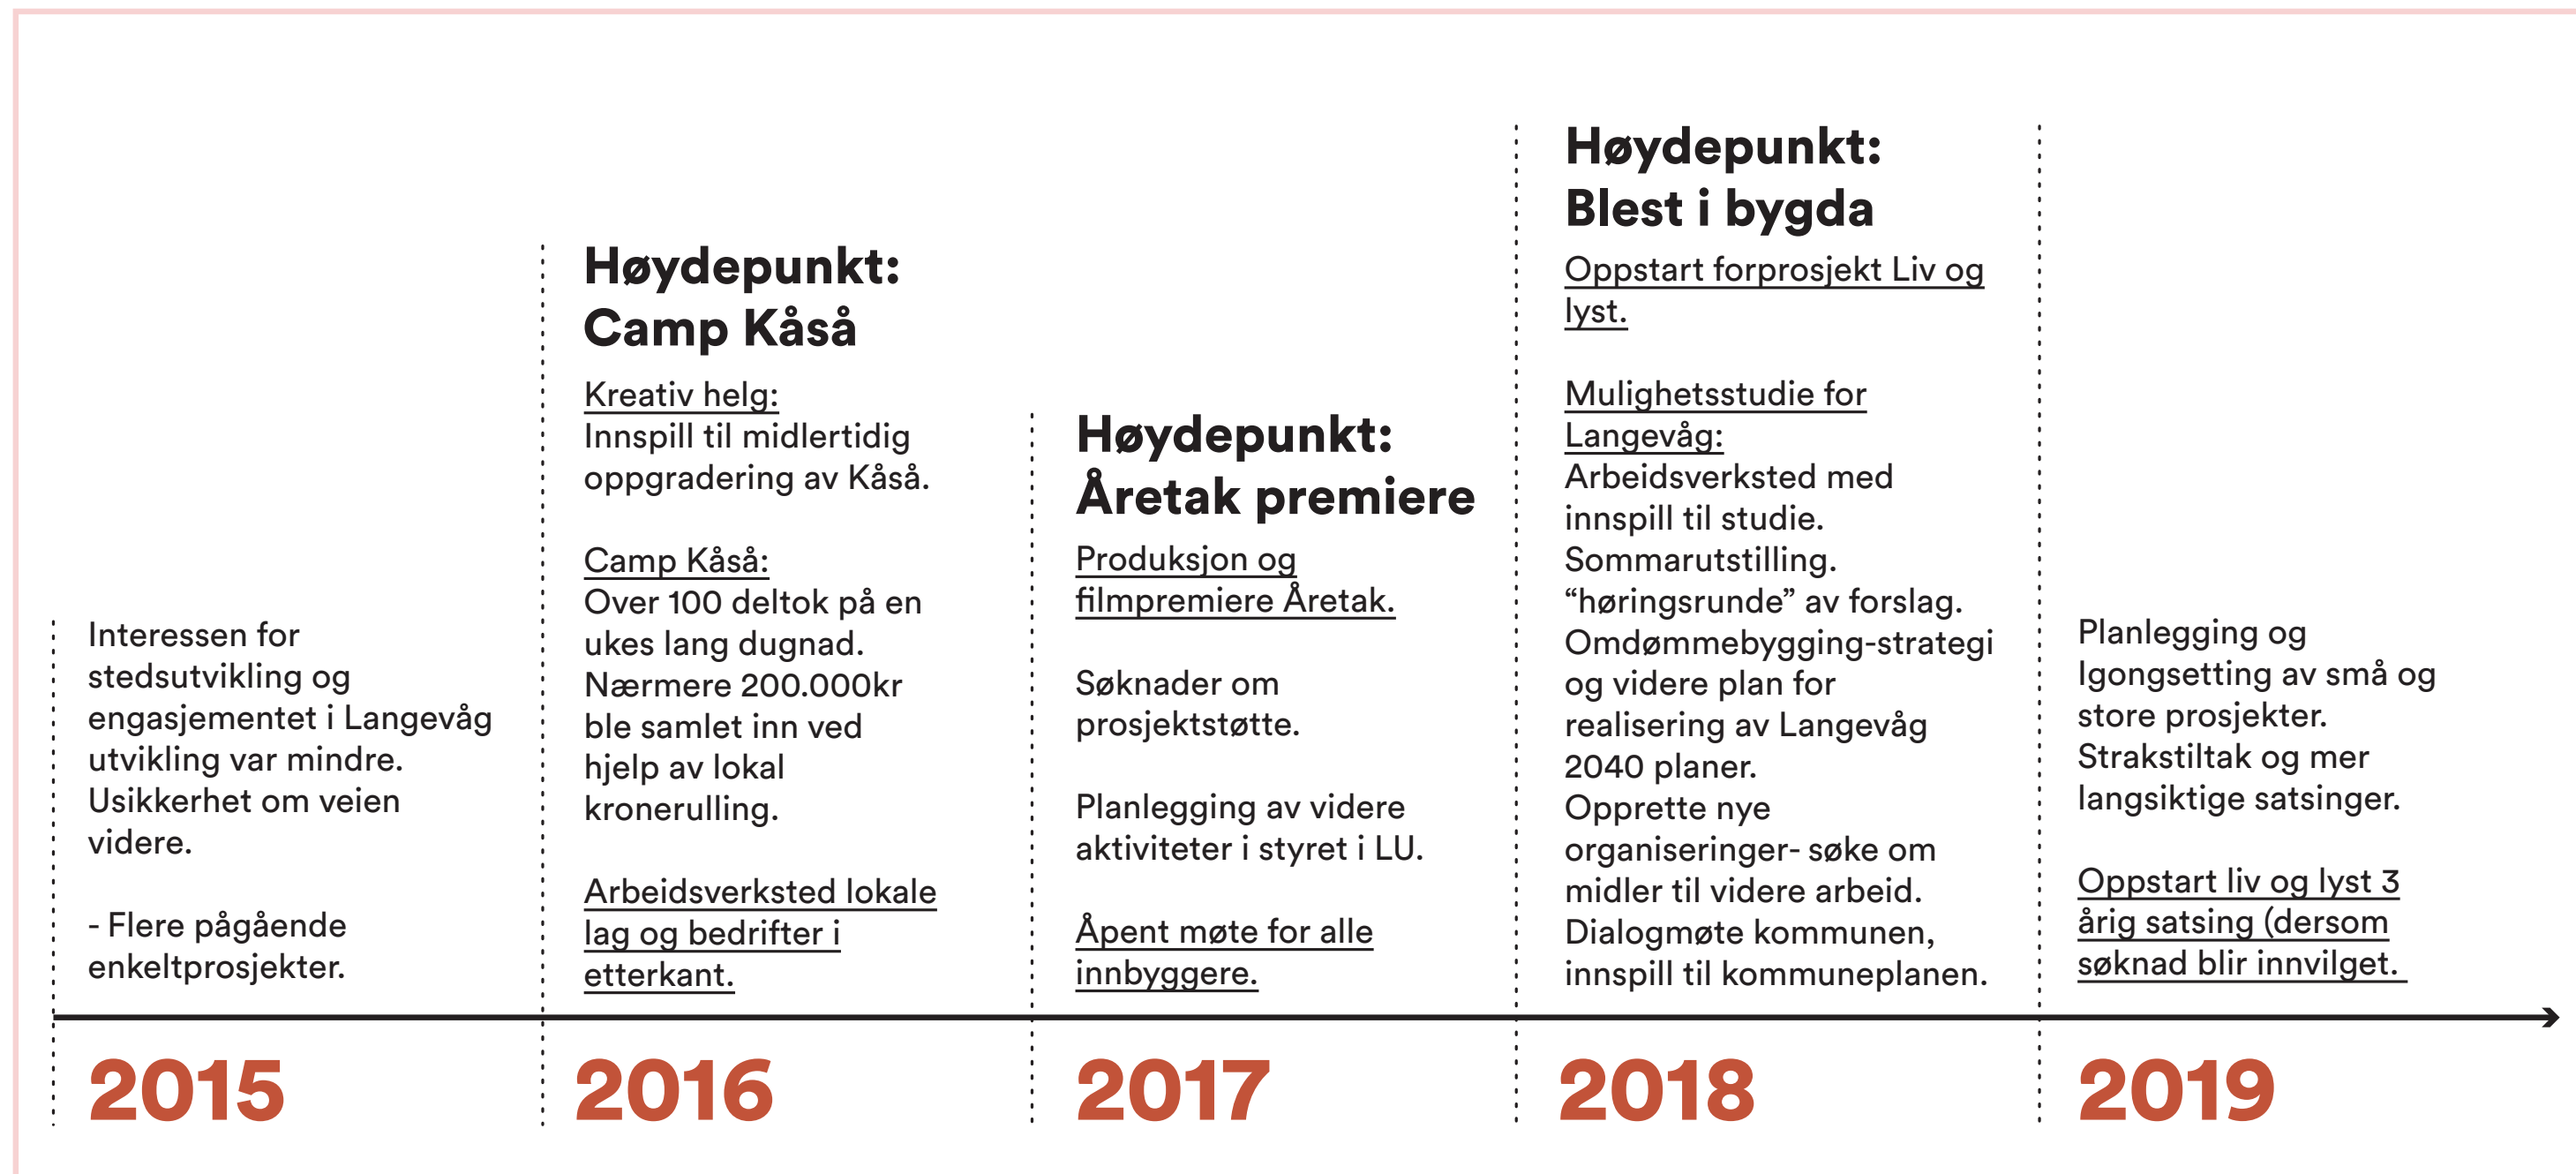 Interessen for
stedsutvikling og
engasjementet i Langevåg
utvikling var mindre.
Usikkerhet om veien
videre.
- Flere pågående
enkeltprosjekter.
2015
Høydepunkt:
Camp Kåså
Kreativ helg:
Innspill til midlertidig
oppgradering av Kåså.
Camp Kåså:
Over 100 deltok på en
ukes lang dugnad.
Nærmere 200.000kr
ble samlet inn ved
hjelp av lokal
kronerulling.
Arbeidsverksted lokale
lag og bedrifter i
etterkant.
2016
Høydepunkt:
Åretak premiere
Produksjon og
filmpremiere Åretak.
Søknader om
prosjektstøtte.
Planlegging av videre
aktiviteter i styret i LU.
Åpent møte for alle
innbyggere.
2017
Høydepunkt:
Blest i bygda
Oppstart forprosjekt Liv og
lyst.
Mulighetsstudie for
Langevåg:
Arbeidsverksted med
innspill til studie.
Sommarutstilling.
“høringsrunde” av forslag.
Omdømmebygging-strategi
og videre plan for
realisering av Langevåg
2040 planer.
Opprette nye
organiseringer- søke om
midler til videre arbeid.
Dialogmøte kommunen,
innspill til kommuneplanen.
2018
Planlegging og
Igongsetting av små og
store prosjekter.
Strakstiltak og mer
langsiktige satsinger.
Oppstart liv og lyst 3
årig satsing (dersom
søknad blir innvilget.
2019